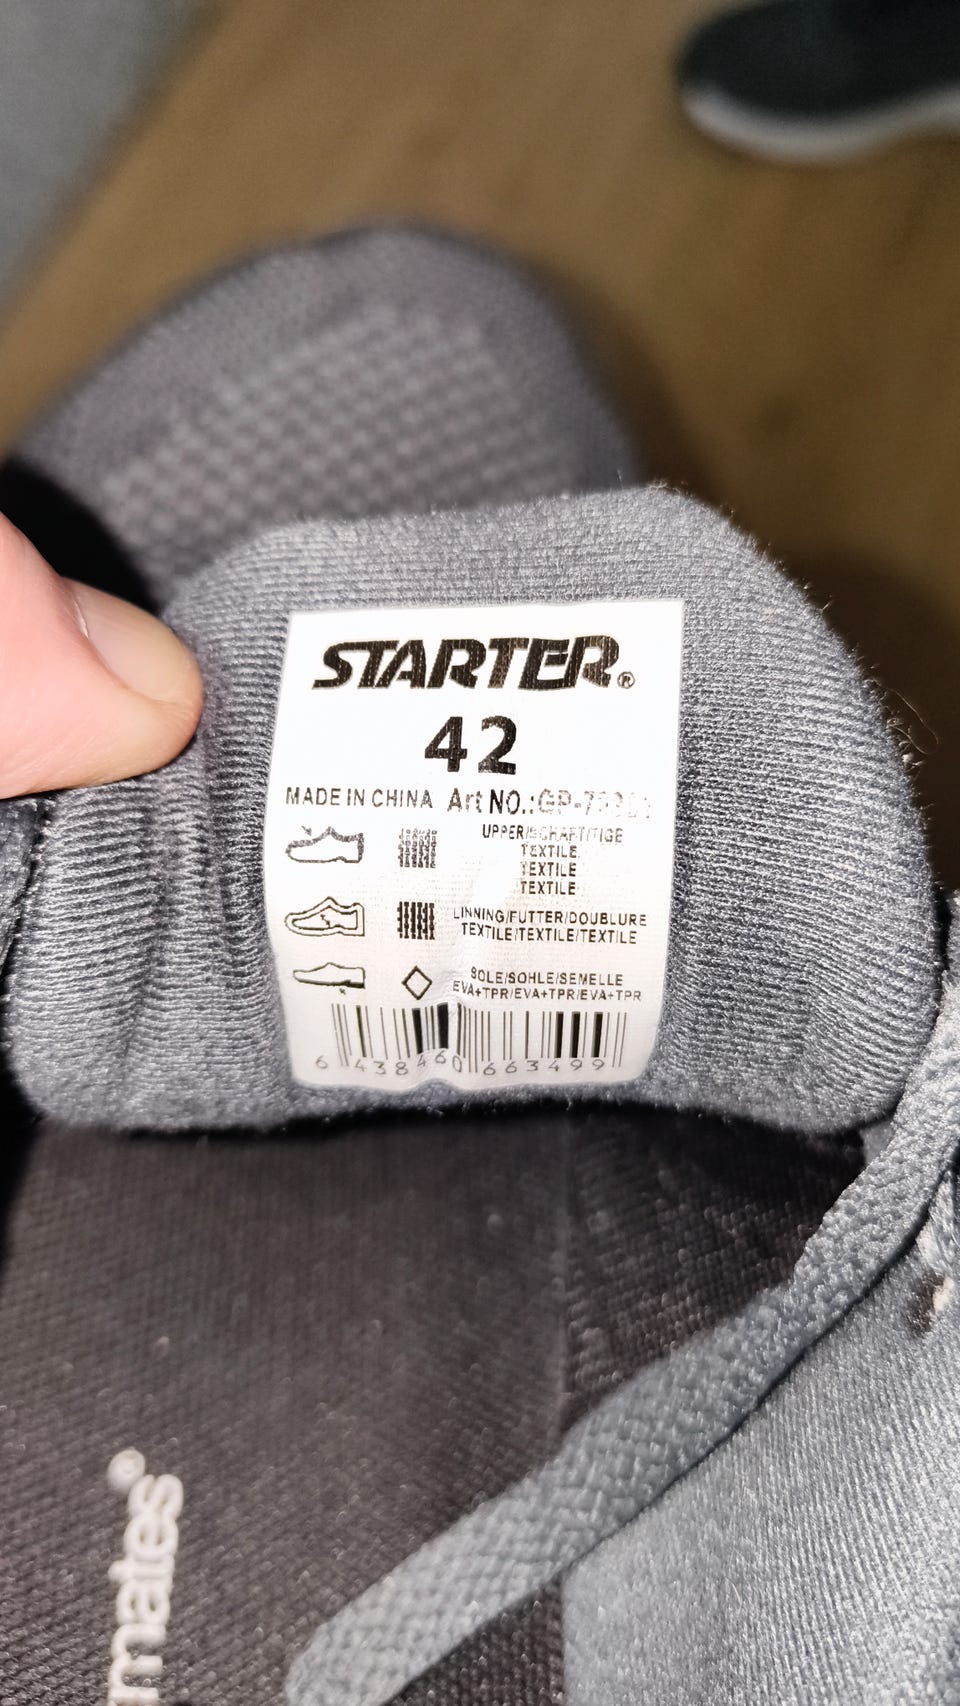 STARTER®
42
MADE IN CHINA Art NO.:
UPPER/SCHAFT/TIGE
TEXTILE
TEXTILE
TEXTILE
LINNING/FUTTER/DOUBLURE
TEXTILE/TEXTILE/TEXTILE
SOLE/SOHLE/SEMELLE
EVA+TPR/EVA+TPR/EVA+TPR
6 438460 663499